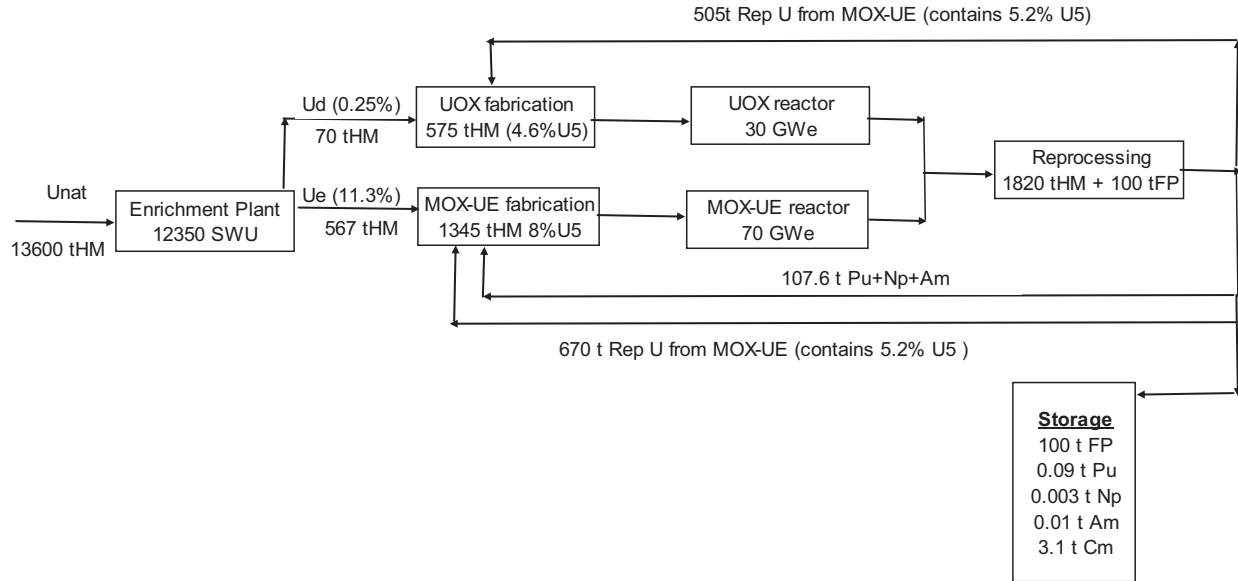 505t Rep U from MOX-UE (contains 5.2% U5)
Ud (0.25%)
70 tHM
UOX fabrication
575 tHM (4.6%U5)
UOX reactor
30 GWe
Reprocessing
1820 tHM + 100 tFP
Unat
13600 tHM
Enrichment Plant
12350 SWU
Ue (11.3%)
567 tHM
MOX-UE fabrication
1345 tHM 8%U5
MOX-UE reactor
70 GWe
107.6 t Pu+Np+Am
670 t Rep U from MOX-UE (contains 5.2% U5 )
Storage
100 t FP
0.09 t Pu
0.003 t Np
0.01 t Am
3.1 t Cm